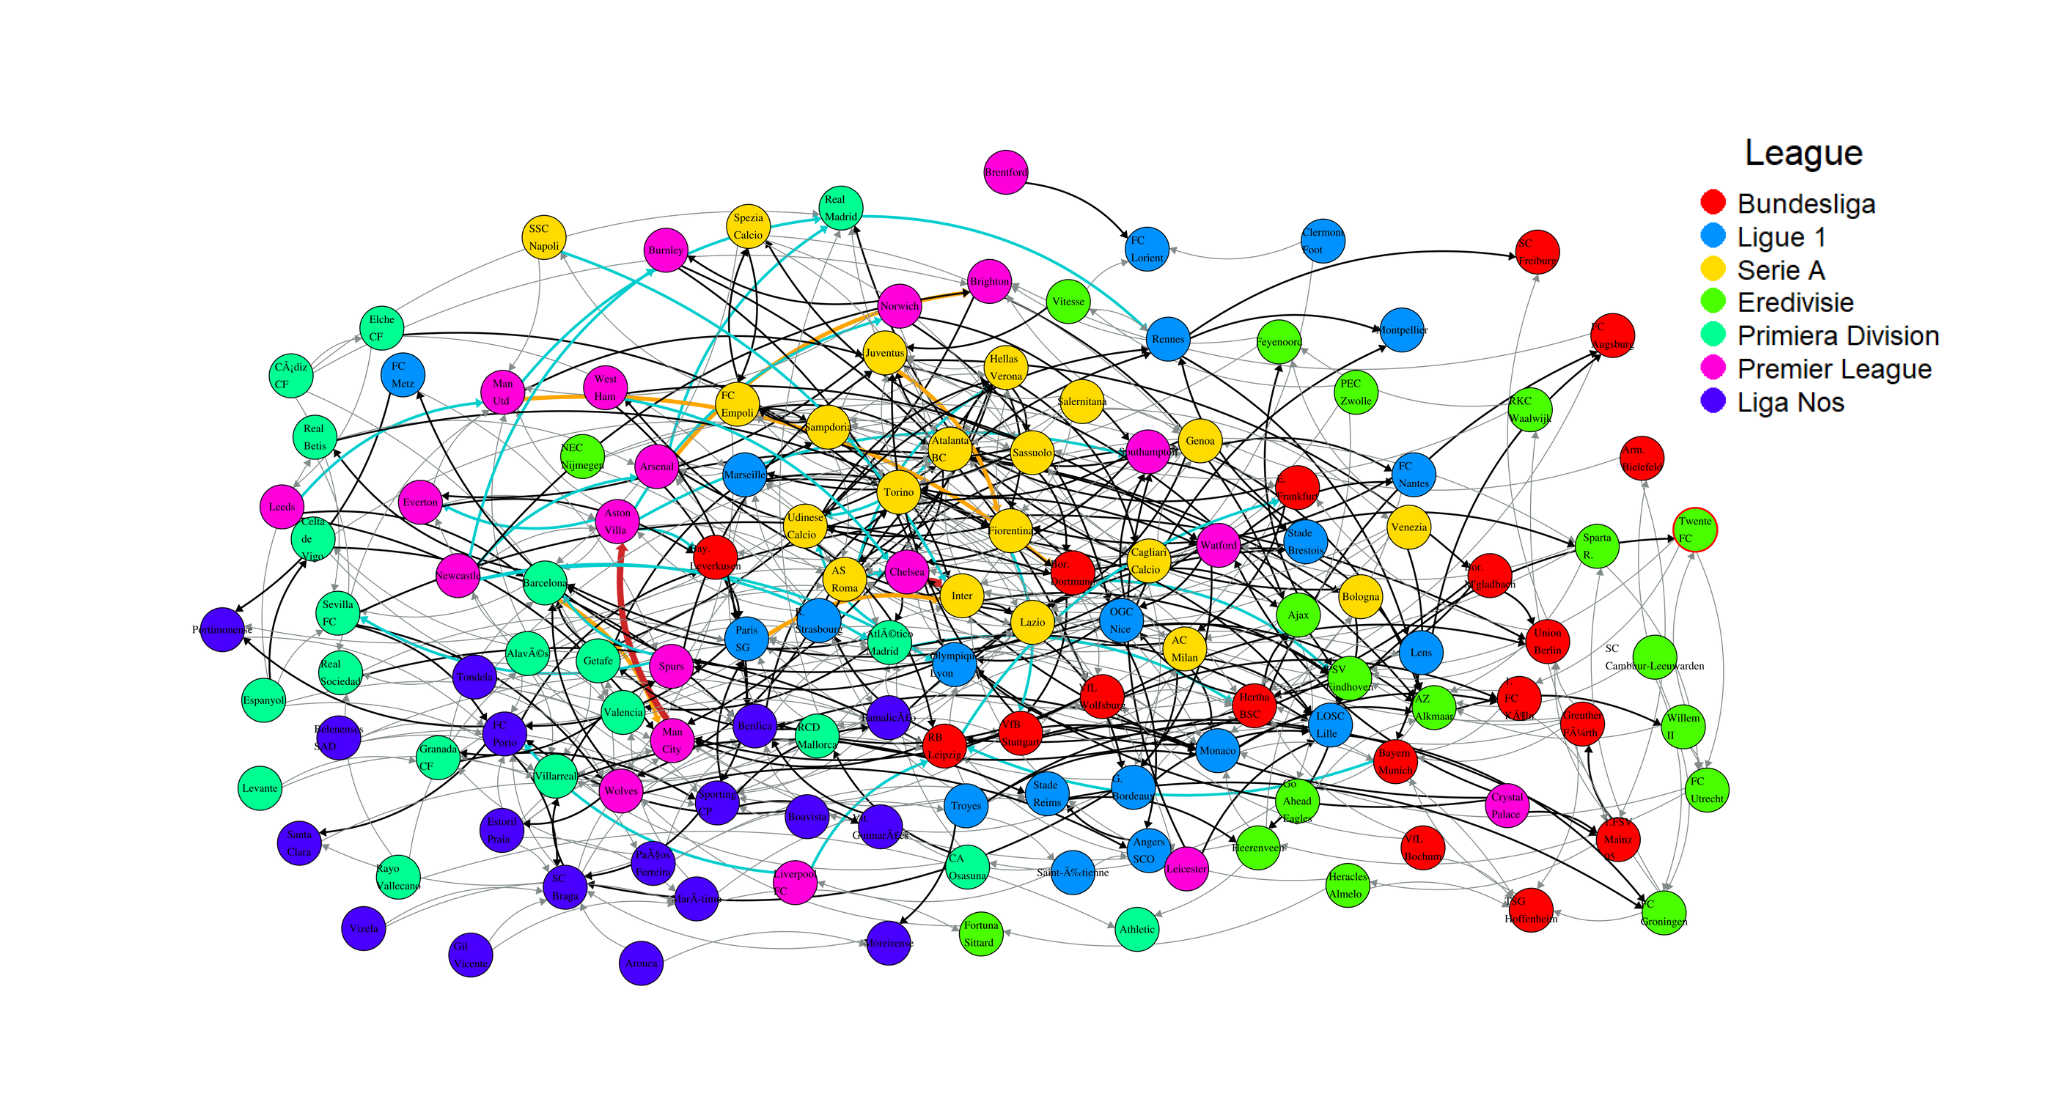 League
Bundesliga
Ligue 1
Serie A
Eredivisie
Primiera Division
Premier League
Liga Nos
Brentford
Real
Madrid
Spezia
Calcio
SSC
Napoli
Burnley
FC
Lorient
Clermont
Foot
SC
Freiburg
Brighton
Norwich
Vitesse
Elche
CF
Rennes
Montpellier
Feyenoord
FC
Augsburg
Juventus
Hellas
Verona
CÃ¡diz
CF
FC
Metz
Man
Utd
West
Ham
FC
Empoli
Salernitana
PEC
Zwolle
RKC
Waalwijk
Real
Betis
Sampdoria
Atalanta
BC
Sassuolo
Southampton
Genoa
NEC
Nijmegen
Arsenal
Marseille
FC
Nantes
Arm.
Bielefeld
E.
Frankfurt
Leeds
Everton
Torino
Aston
Villa
Udinese
Calcio
Fiorentina
Venezia
Stade
Brestois
Twente
FC
Celta
de
Vigo
Sparta
R.
Watford
Bay.
Leverkusen
Cagliari
Calcio
Newcastle
Barcelona
AS
Roma
Chelsea
Bor.
Dortmund
Bor.
Inter
Bologna
Ajax
Sevilla
FC
Portimonense
Paris
SG
R.
Strasbourg
AtlÃ©tico
Madrid
Lazio
OGC
Nice
AC
Milan
Union
Berlin
Lens
SC
Cambuur-Leeuwarden
AlavÃ©s
Getafe
Spurs
Olympique
Lyon
Real
Sociedad
Tondela
PSV
Eindhoven
Espanyol
Valencia
VfL
Wolfsburg
Hertha
BSC
AZ
Alkmaar
FC
Belenenses
SAD
FC
Porto
Man
City
Benfica
RCD
Mallorca
FamalicÃ£o
RB
Leipzig
VfB
Stuttgart
LOSC
Lille
Greuther
FÃ¼rth
Willem
II
Granada
CF
Monaco
Bayern
Munich
Levante
Villarreal
Wolves
Sporting
CP
Troyes
Stade
Reims
G.
Bordeaux
Go
Ahead
Eagles
Crystal
Palace
FC
Utrecht
Santa
Clara
Estoril
Praia
Boavista
Angers
SCO
Heerenveen
VfL
Bochum
Mainz
05
Rayo
Vallecano
PaÃ§os
Ferreira
Liverpool
FC
CA
Osasuna
Saint-Ã‰tienne
Leicester
Heracles
Almelo
SC
Braga
TSG
Hoffenheim
Groningen
Vizela
Gil
Vicente
Arouca
Moreirense
Fortuna
Sittard
Athletic